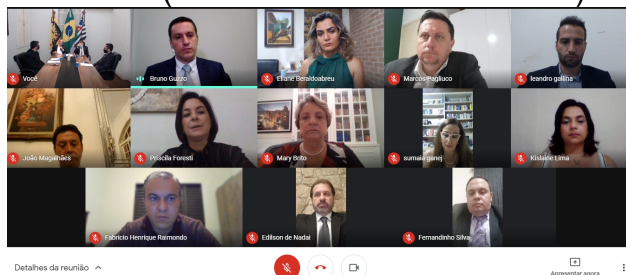 Você
Bruno Guzzo
Eliane Beraldoabreu
Marcos Pagliuco
leandro gallina
João Magalhães
Priscila Foresti
Mary Brito
sumaia ganej
Kislaine Lima
Fabricio Henrique Raimondo
Edilson de Nadai
Fernandinho Silva
Detalhes da reunião
Apresentar agora